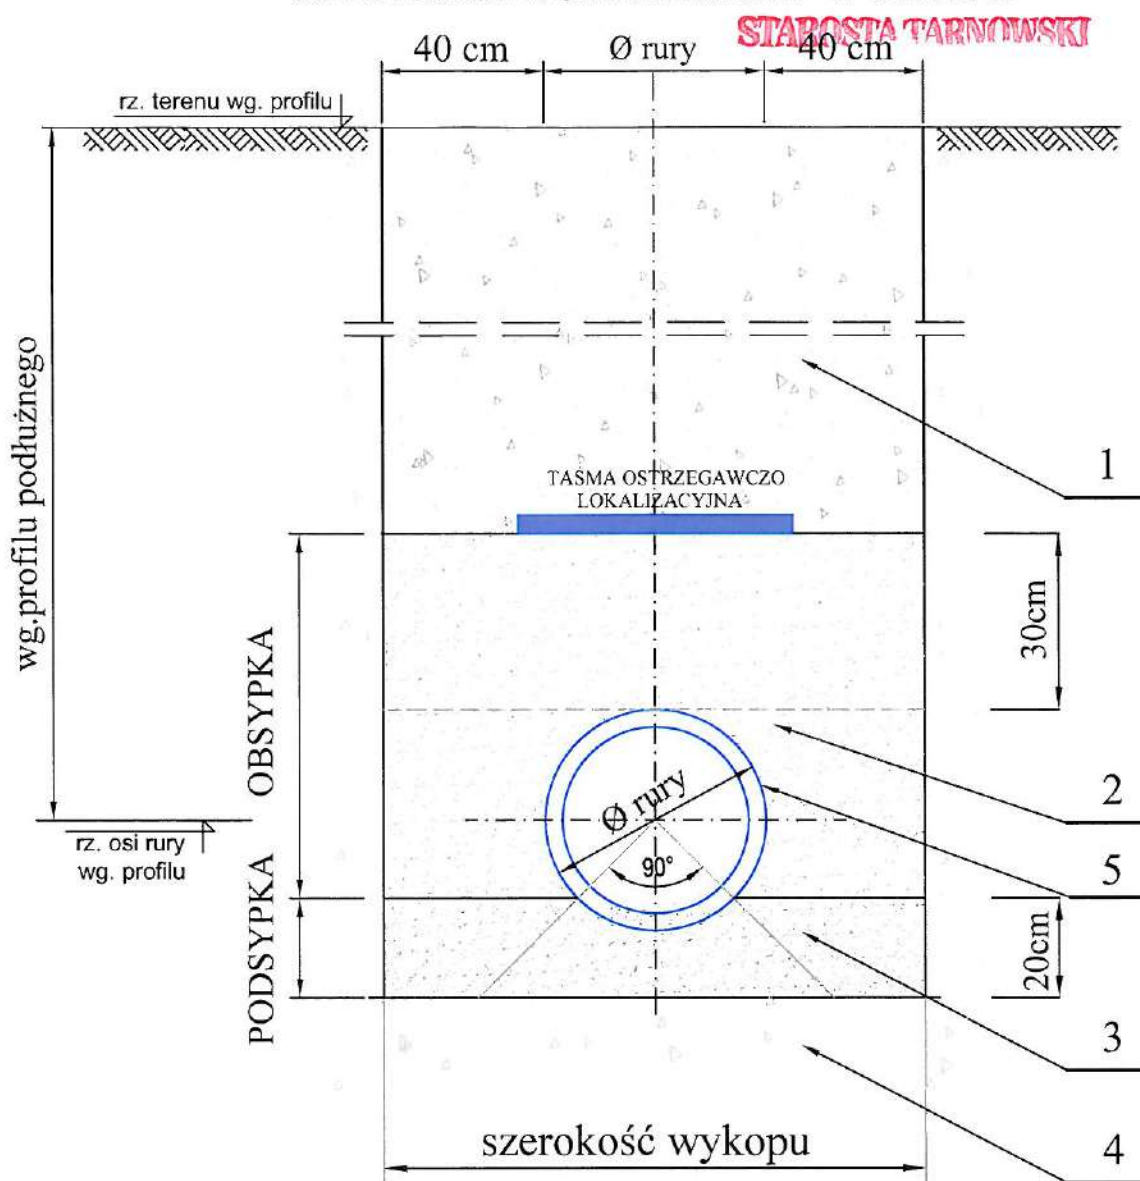 STAROSTA TARNOWSKI
40 cm
Ø rury
40 cm
rz. terenu wg. profilu
wg.profilu podłużnego
1
TAŚMA OSTRZEGAWCZO
LOKALIZACYJNA
30cm
OBSYPKA
2
Ø rury
rz. osi rury
wg. profilu
90°
5
PODSYPKA
20cm
3
szerokość wykopu
4